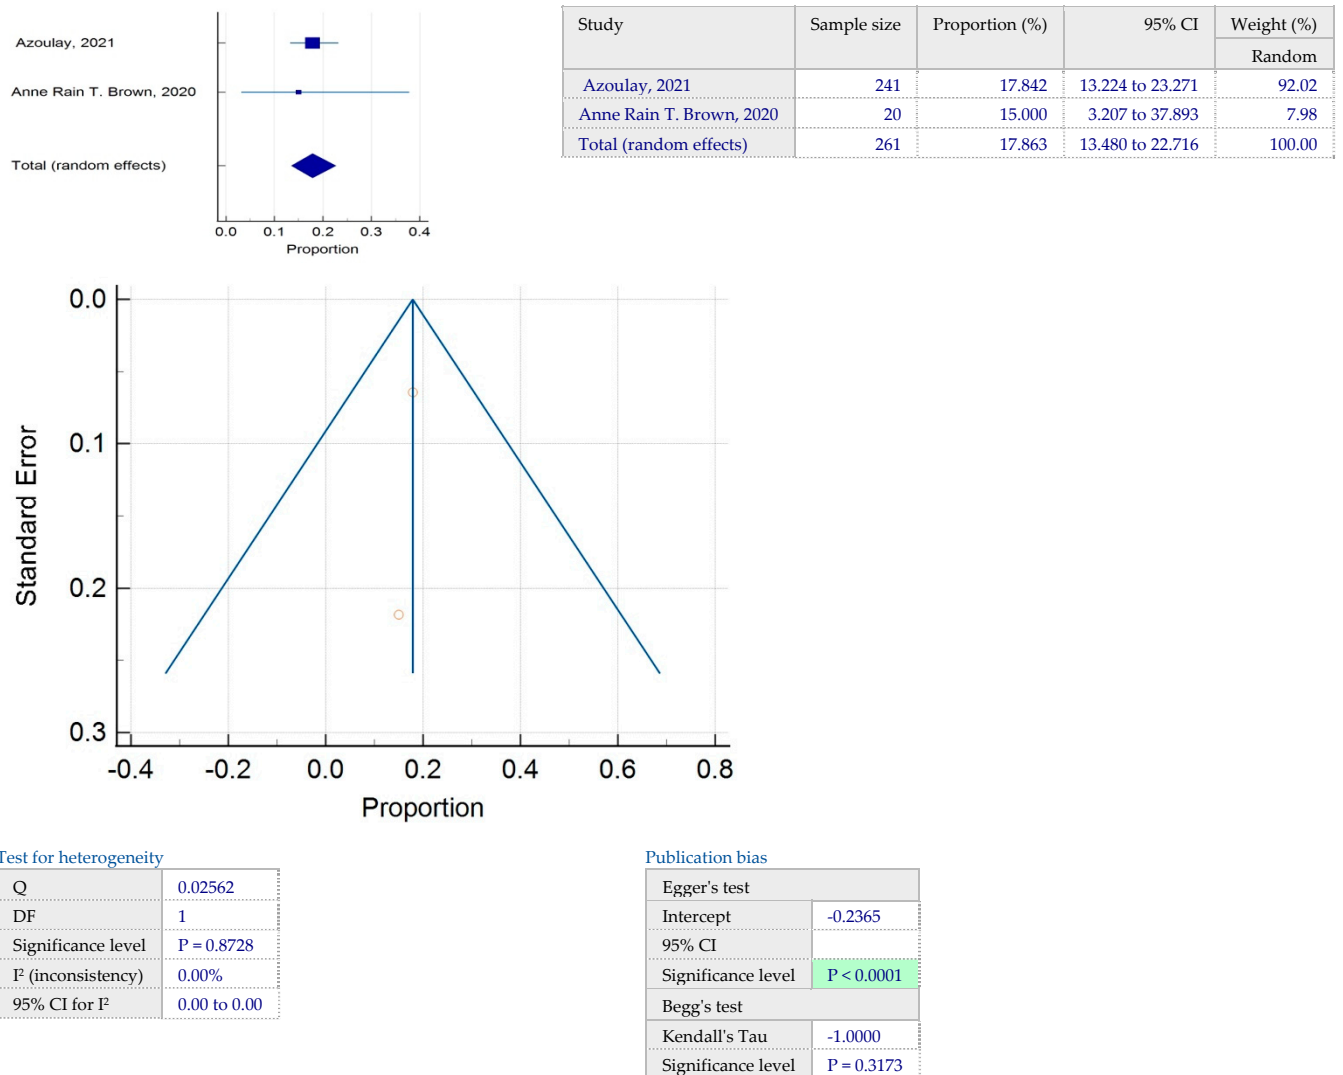 Azoulay, 2021
Anne Rain T. Brown, 2020
Total (random effects)
0.0 0.1 0.2 0.3 0.4
Proportion
Study Sample size Proportion (%) 95% CI Weight (%)
Random
Azoulay, 2021 241 17.842 13.224 to 23.271 92.02
Anne Rain T. Brown, 2020 20 15.000 3.207 to 37.893 7.98
Total (random effects) 261 17.863 13.480 to 22.716 100.00
0.0
0.1
0.2
0.3
Standard Error
-0.4 -0.2 0.0 0.2 0.4 0.6 0.8
Proportion
Test for heterogeneity
Q 0.02562
DF 1
Significance level P = 0.8728
I² (inconsistency) 0.00%
95% CI for I² 0.00 to 0.00
Publication bias
Egger's test
Intercept -0.2365
95% CI
Significance level P < 0.0001
Begg's test
Kendall's Tau -1.0000
Significance level P = 0.3173